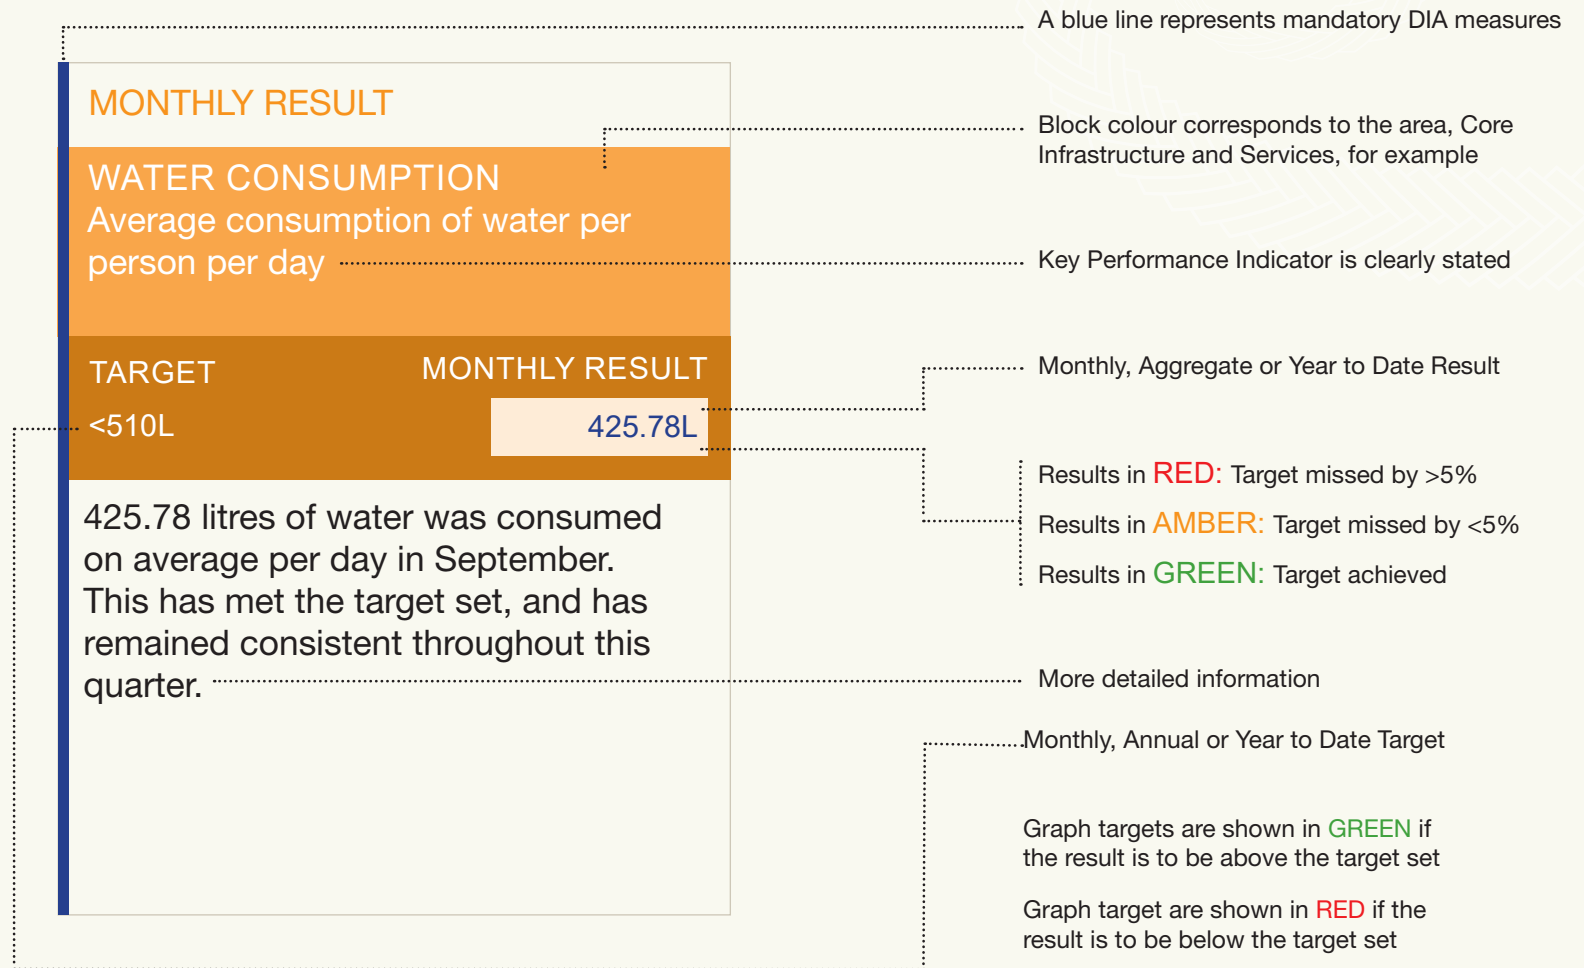 A blue line represents mandatory DIA measures
MONTHLY RESULT
Block colour corresponds to the area, Core
Infrastructure and Services, for example
WATER CONSUMPTION
Average consumption of water per
person per day
Key Performance Indicator is clearly stated
TARGET
MONTHLY RESULT
<510L
425.78L
Monthly, Aggregate or Year to Date Result
Results in RED: Target missed by >5%
Results in AMBER: Target missed by <5%
Results in GREEN: Target achieved
425.78 litres of water was consumed
on average per day in September.
This has met the target set, and has
remained consistent throughout this
quarter.
More detailed information
Monthly, Annual or Year to Date Target
Graph targets are shown in GREEN if
the result is to be above the target set
Graph target are shown in RED if the
result is to be below the target set